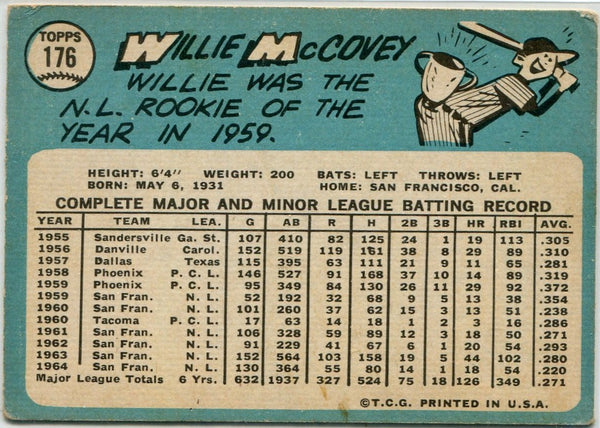 TOPPS
176
WILLIE McCOVEY
WILLIE WAS THE
N.L. ROOKIE OF THE
YEAR IN 1959.
HEIGHT: 6'4" WEIGHT: 200 BATS: LEFT THROWS: LEFT
BORN: MAY 6, 1931 HOME: SAN FRANCISCO, CAL.
COMPLETE MAJOR AND MINOR LEAGUE BATTING RECORD
YEAR TEAM LEA. G AB R H 2B 3B HR RBI AVG.
1955 Sandersville Ga. St. 107 410 82 125 24 1 19 113 .305
1956 Danville Carol. 152 519 119 161 38 8 29 89 .310
1957 Dallas Texas 115 395 63 111 21 9 11 65 .281
1958 Phoenix P. C. L. 146 527 91 168 37 10 14 89 .319
1959 Phoenix P. C. L. 95 349 84 130 26 11 29 92 .372
1959 San Fran. N. L. 52 192 32 68 9 5 13 38 .354
1960 San Fran. N. L. 101 260 37 62 15 3 13 51 .238
1960 Tacoma P. C. L. 17 63 14 18 1 2 3 16 .286
1961 San Fran. N. L. 106 328 59 89 12 3 18 50 .271
1962 San Fran. N. L. 91 229 41 67 6 1 20 54 .293
1963 San Fran. N. L. 152 564 103 158 19 5 44 102 .280
1964 San Fran. N. L. 130 364 55 80 14 1 18 54 .220
Major League Totals 6 Yrs. 632 1937 327 524 75 18 126 349 .271
©T.C.G. PRINTED IN U.S.A.